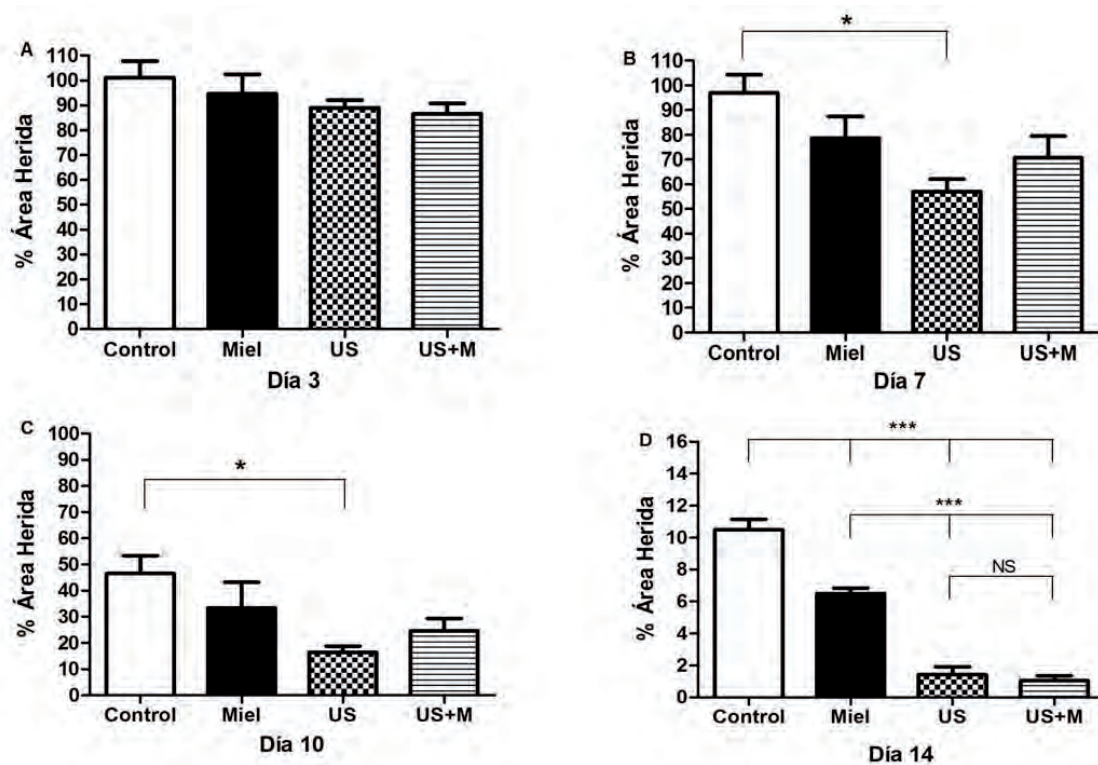 A
% Área Herida
110
100
90
80
70
60
50
40
30
20
10
0
Control Miel US US+M
Día 3
B
*
% Área Herida
110
100
90
80
70
60
50
40
30
20
10
0
Control Miel US US+M
Día 7
C
*
% Área Herida
100
90
80
70
60
50
40
30
20
10
0
Control Miel US US+M
Día 10
D
***
***
NS
% Área Herida
16
14
12
10
8
6
4
2
0
Control Miel US US+M
Día 14